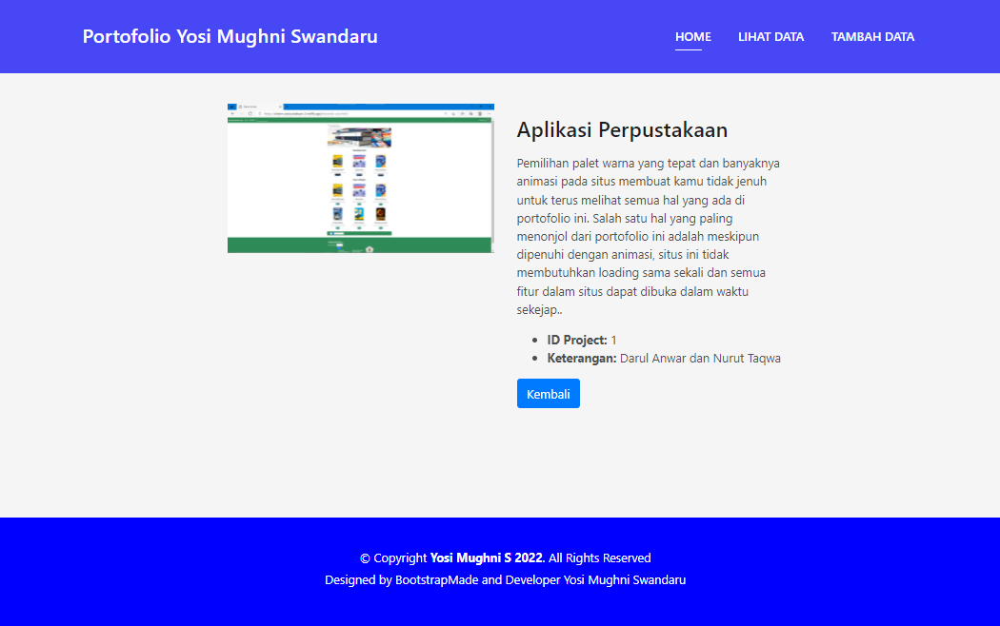 Portofolio Yosi Mughni Swandaru
HOME
LIHAT DATA
TAMBAH DATA
Aplikasi Perpustakaan
Pemilihan palet warna yang tepat dan banyaknya
animasi pada situs membuat kamu tidak jenuh
untuk terus melihat semua hal yang ada di
portofolio ini. Salah satu hal yang paling
menonjol dari portofolio ini adalah meskipun
dipenuhi dengan animasi, situs ini tidak
membutuhkan loading sama sekali dan semua
fitur dalam situs dapat dibuka dalam waktu
sekejap..
ID Project: 1
Keterangan: Darul Anwar dan Nurut Taqwa
Kembali
© Copyright Yosi Mughni S 2022. All Rights Reserved
Designed by BootstrapMade and Developer Yosi Mughni Swandaru